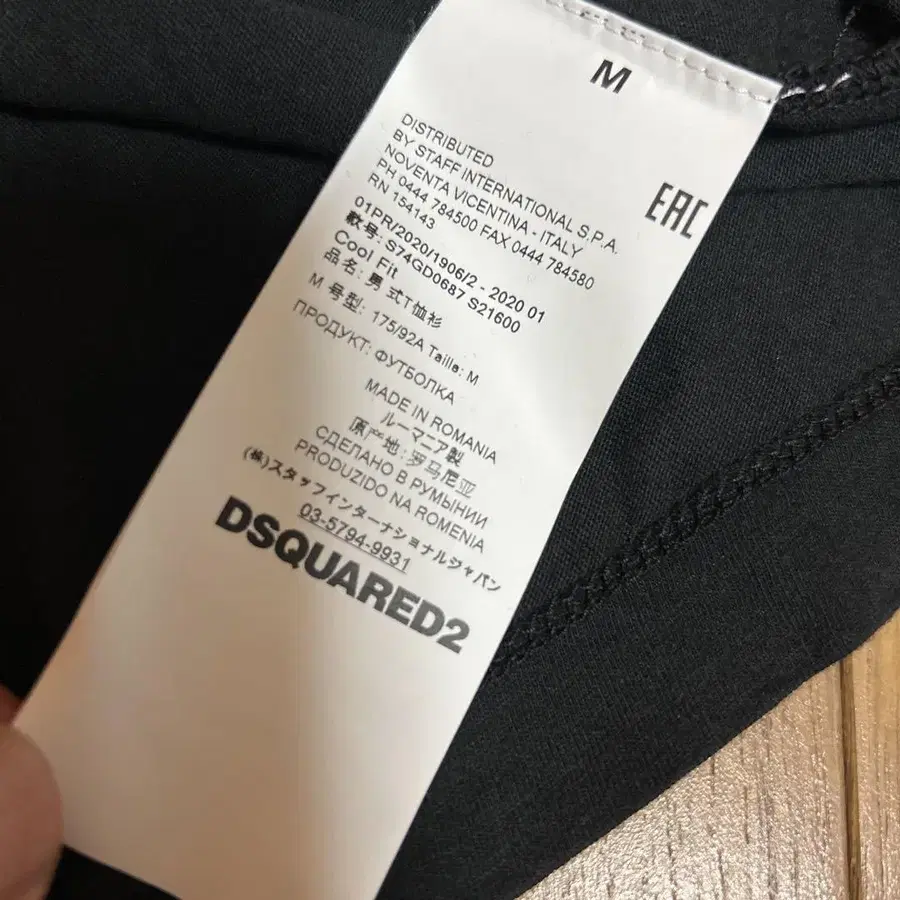 M
EAC
DISTRIBUTED
BY STAFF INTERNATIONAL S.P.A.
NOVENTA VICENTINA - ITALY
PH 0444 784500 FAX 0444 784580
RN 154143
01PR/2020/1906/2 - 2020 01
款号: S74GD0687 S21600
Cool Fit
品名: 男 式T恤衫
M 号型: 175/92A Taille: M
ПРОДУКТ: ФУТБОЛКА
MADE IN ROMANIA
ルーマニア製
原产地: 罗马尼亚
СДЕЛАНО В РУМЫНИИ
PRODUZIDO NA ROMENIA
(株)スタッフインターナショナルジャパン
03-5794-9931
DSQUARED2